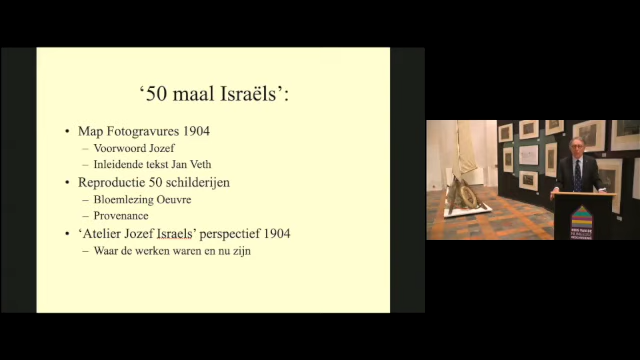 ‘50 maal Israëls’:
• Map Fotogravures 1904
– Voorwoord Jozef
– Inleidende tekst Jan Veth
• Reproductie 50 schilderijen
– Bloemlezing Oeuvre
– Provenance
• ‘Atelier Jozef Israels’ perspectief 1904
– Waar de werken waren en nu zijn